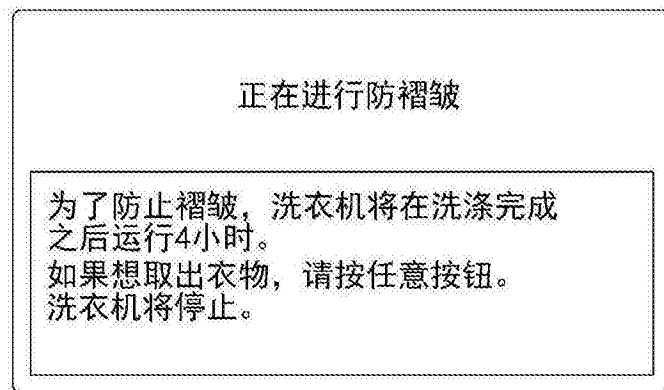 正在进行防褶皱
为了防止褶皱，洗衣机将在洗涤完成
之后运行4小时。
如果想取出衣物，请按任意按钮。
洗衣机将停止。